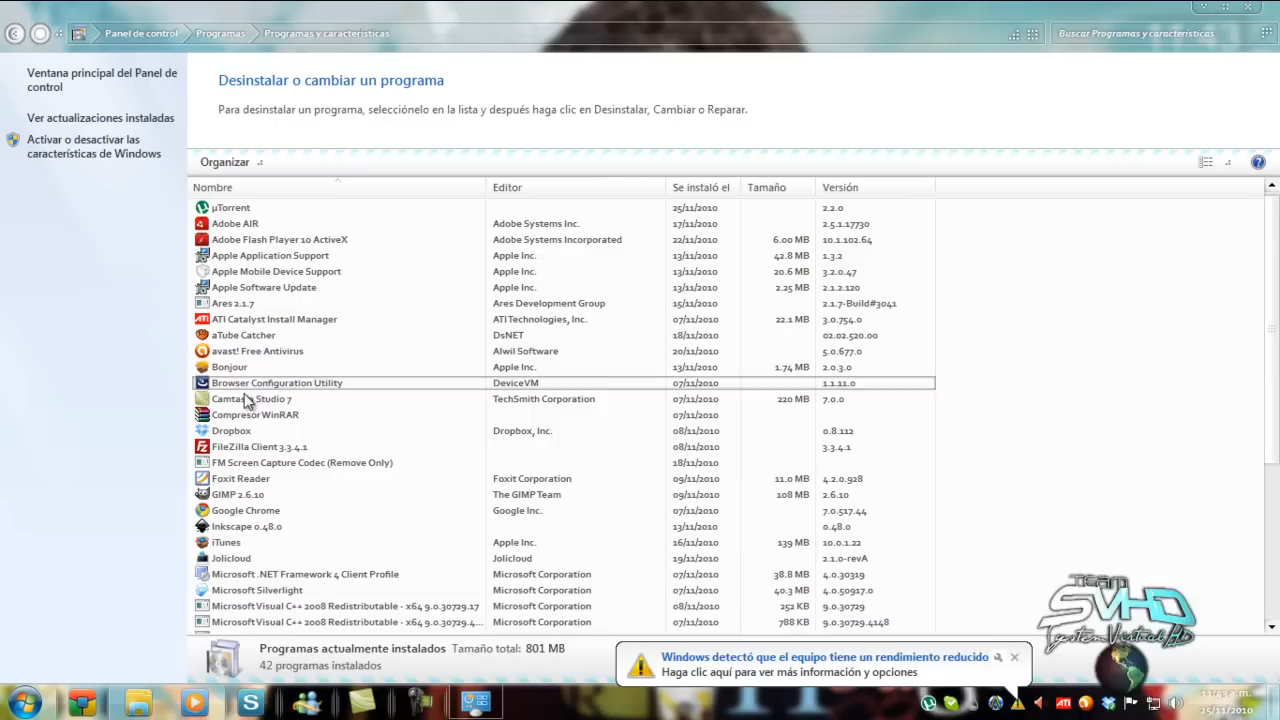 Panel de control
Programas
Programas y características
Buscar Programas y características
Ventana principal del Panel de
control
Ver actualizaciones instaladas
Activar o desactivar las
características de Windows
Desinstalar o cambiar un programa
Para desinstalar un programa, selecciónelo en la lista y después haga clic en Desinstalar, Cambiar o Reparar.
Organizar
Nombre Editor Se instaló el Tamaño Versión
µTorrent 25/11/2010 2.2.0
Adobe AIR Adobe Systems Inc. 17/11/2010 2.5.1.17730
Adobe Flash Player 10 ActiveX Adobe Systems Incorporated 22/11/2010 6.00 MB 10.1.102.64
Apple Application Support Apple Inc. 13/11/2010 42.8 MB 1.3.2
Apple Mobile Device Support Apple Inc. 13/11/2010 20.6 MB 3.2.0.47
Apple Software Update Apple Inc. 13/11/2010 2.25 MB 2.1.2.120
Ares 2.1.7 Ares Development Group 15/11/2010 2.1.7-Build#3041
ATI Catalyst Install Manager ATI Technologies, Inc. 07/11/2010 22.1 MB 3.0.754.0
aTube Catcher DsNET 18/11/2010 02.02.520.00
avast! Free Antivirus Alwil Software 20/11/2010 5.0.677.0
Bonjour Apple Inc. 13/11/2010 1.74 MB 2.0.3.0
Browser Configuration Utility DeviceVM 07/11/2010 1.1.11.0
Camtasia Studio 7 TechSmith Corporation 07/11/2010 220 MB 7.0.0
Compresor WinRAR 07/11/2010
Dropbox Dropbox, Inc. 08/11/2010 0.8.112
FileZilla Client 3.3.4.1 08/11/2010 3.3.4.1
FM Screen Capture Codec (Remove Only) 18/11/2010
Foxit Reader Foxit Corporation 09/11/2010 11.0 MB 4.2.0.928
GIMP 2.6.10 The GIMP Team 09/11/2010 108 MB 2.6.10
Google Chrome Google Inc. 07/11/2010 7.0.517.44
Inkscape 0.48.0 13/11/2010 0.48.0
iTunes Apple Inc. 16/11/2010 139 MB 10.0.1.22
Jolicloud Jolicloud 19/11/2010 2.1.0-revA
Microsoft .NET Framework 4 Client Profile Microsoft Corporation 07/11/2010 38.8 MB 4.0.30319
Microsoft Silverlight Microsoft Corporation 07/11/2010 40.3 MB 4.0.50917.0
Microsoft Visual C++ 2008 Redistributable - x64 9.0.30729.17 Microsoft Corporation 08/11/2010 252 KB 9.0.30729
Microsoft Visual C++ 2008 Redistributable - x64 9.0.30729.4... Microsoft Corporation 07/11/2010 788 KB 9.0.30729.4148
TEAM
SVHD
Programas actualmente instalados Tamaño total: 801 MB
42 programas instalados
Windows detectó que el equipo tiene un rendimiento reducido
Haga clic aquí para ver más información y opciones
ATI
11:43 a.m.
25/11/2010